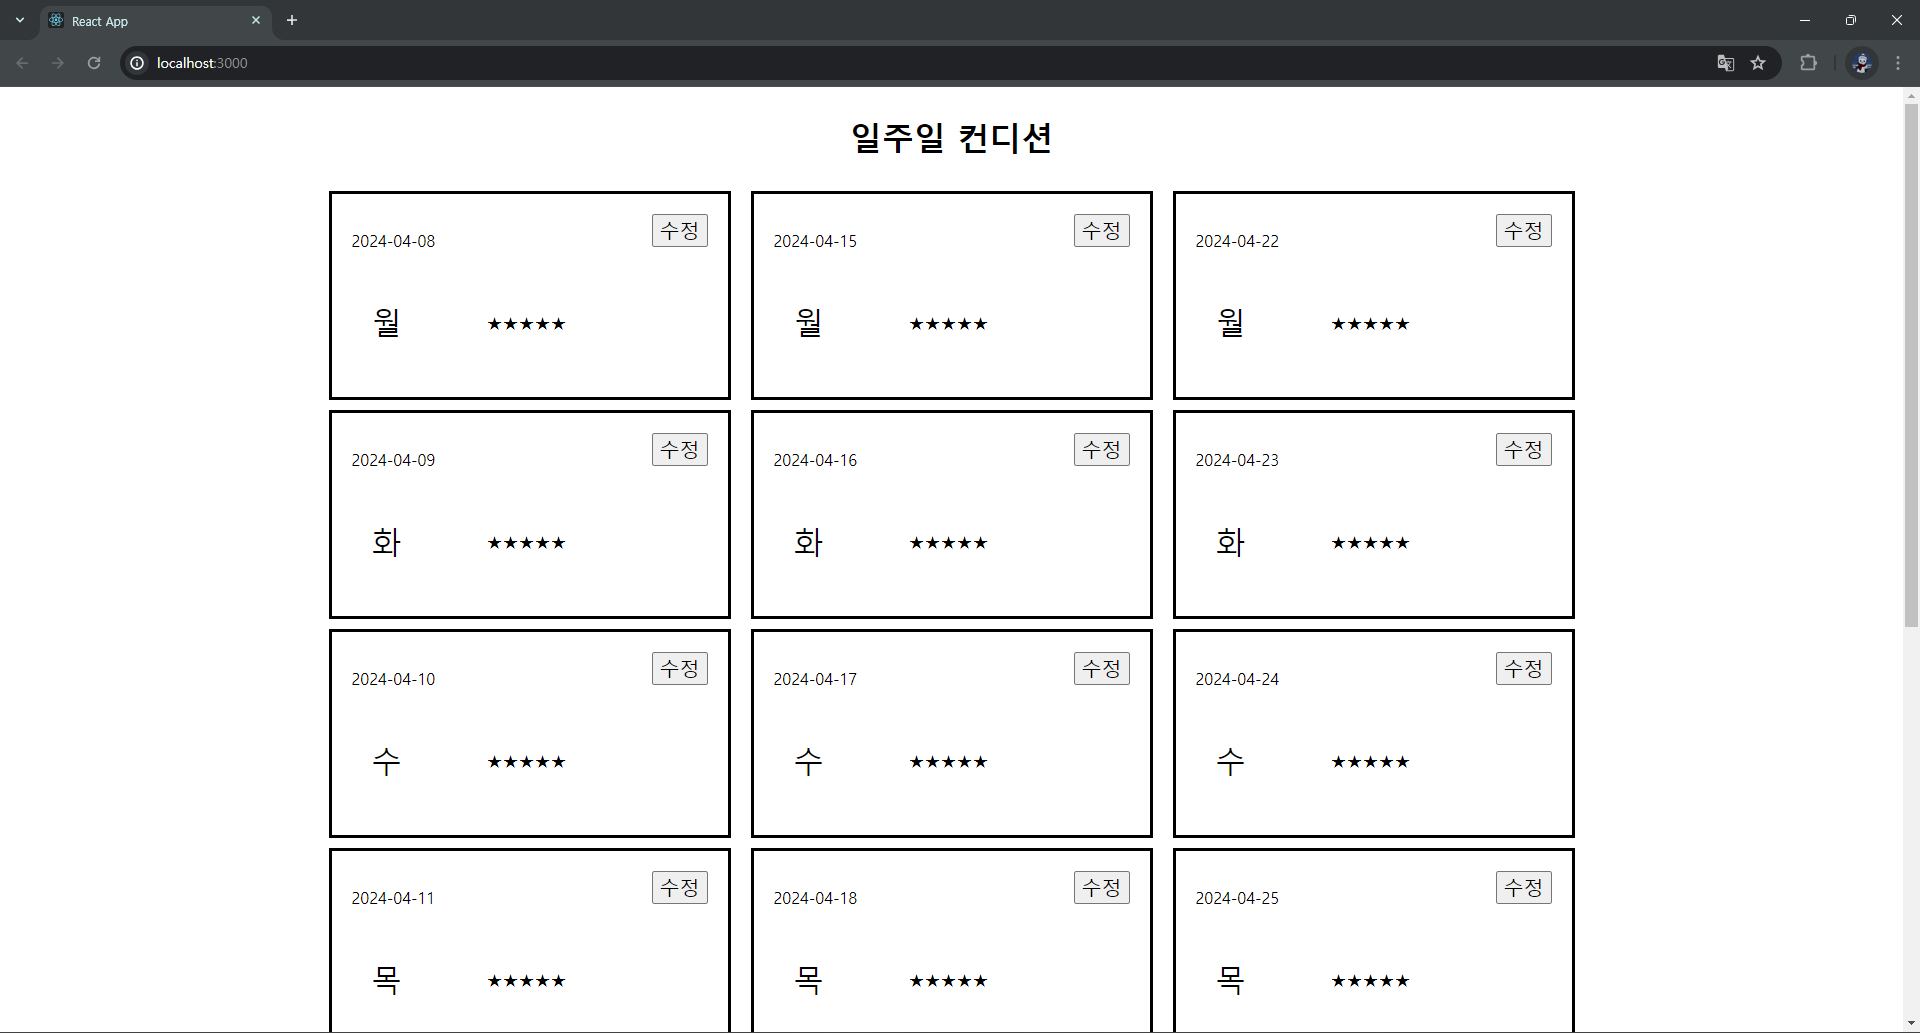 React App
localhost:3000
일주일 컨디션
2024-04-08 수정
월 ★★★★★
2024-04-15 수정
월 ★★★★★
2024-04-22 수정
월 ★★★★★
2024-04-09 수정
화 ★★★★★
2024-04-16 수정
화 ★★★★★
2024-04-23 수정
화 ★★★★★
2024-04-10 수정
수 ★★★★★
2024-04-17 수정
수 ★★★★★
2024-04-24 수정
수 ★★★★★
2024-04-11 수정
목 ★★★★★
2024-04-18 수정
목 ★★★★★
2024-04-25 수정
목 ★★★★★